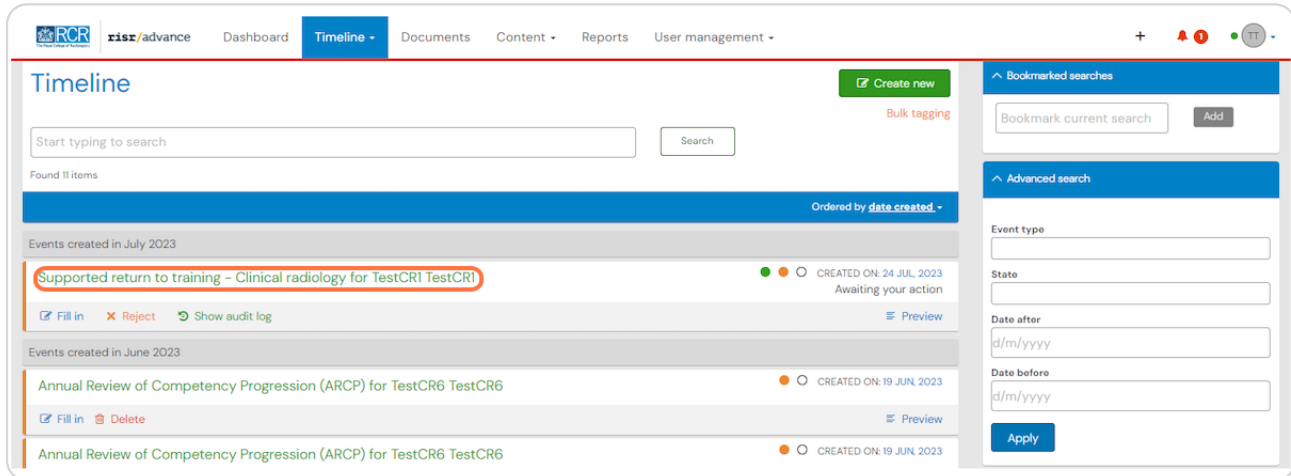 RCR
risr/advance
Dashboard
Timeline
Documents
Content
Reports
User management
+
1
TT
Timeline
Create new
Bulk tagging
Start typing to search
Search
Found 11 items
Ordered by date created
Events created in July 2023
Supported return to training - Clinical radiology for TestCR1 TestCR1
CREATED ON: 24 JUL, 2023
Awaiting your action
Fill in
Reject
Show audit log
Preview
Events created in June 2023
Annual Review of Competency Progression (ARCP) for TestCR6 TestCR6
CREATED ON: 19 JUN, 2023
Fill in
Delete
Preview
Annual Review of Competency Progression (ARCP) for TestCR6 TestCR6
CREATED ON: 19 JUN, 2023
Bookmarked searches
Bookmark current search
Add
Advanced search
Event type
State
Date after
d/m/yyyy
Date before
d/m/yyyy
Apply